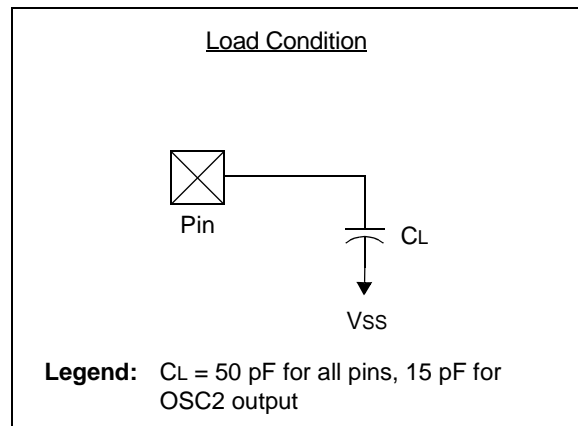 Load Condition
Pin
CL
VSS
Legend: CL = 50 pF for all pins, 15 pF for
OSC2 output